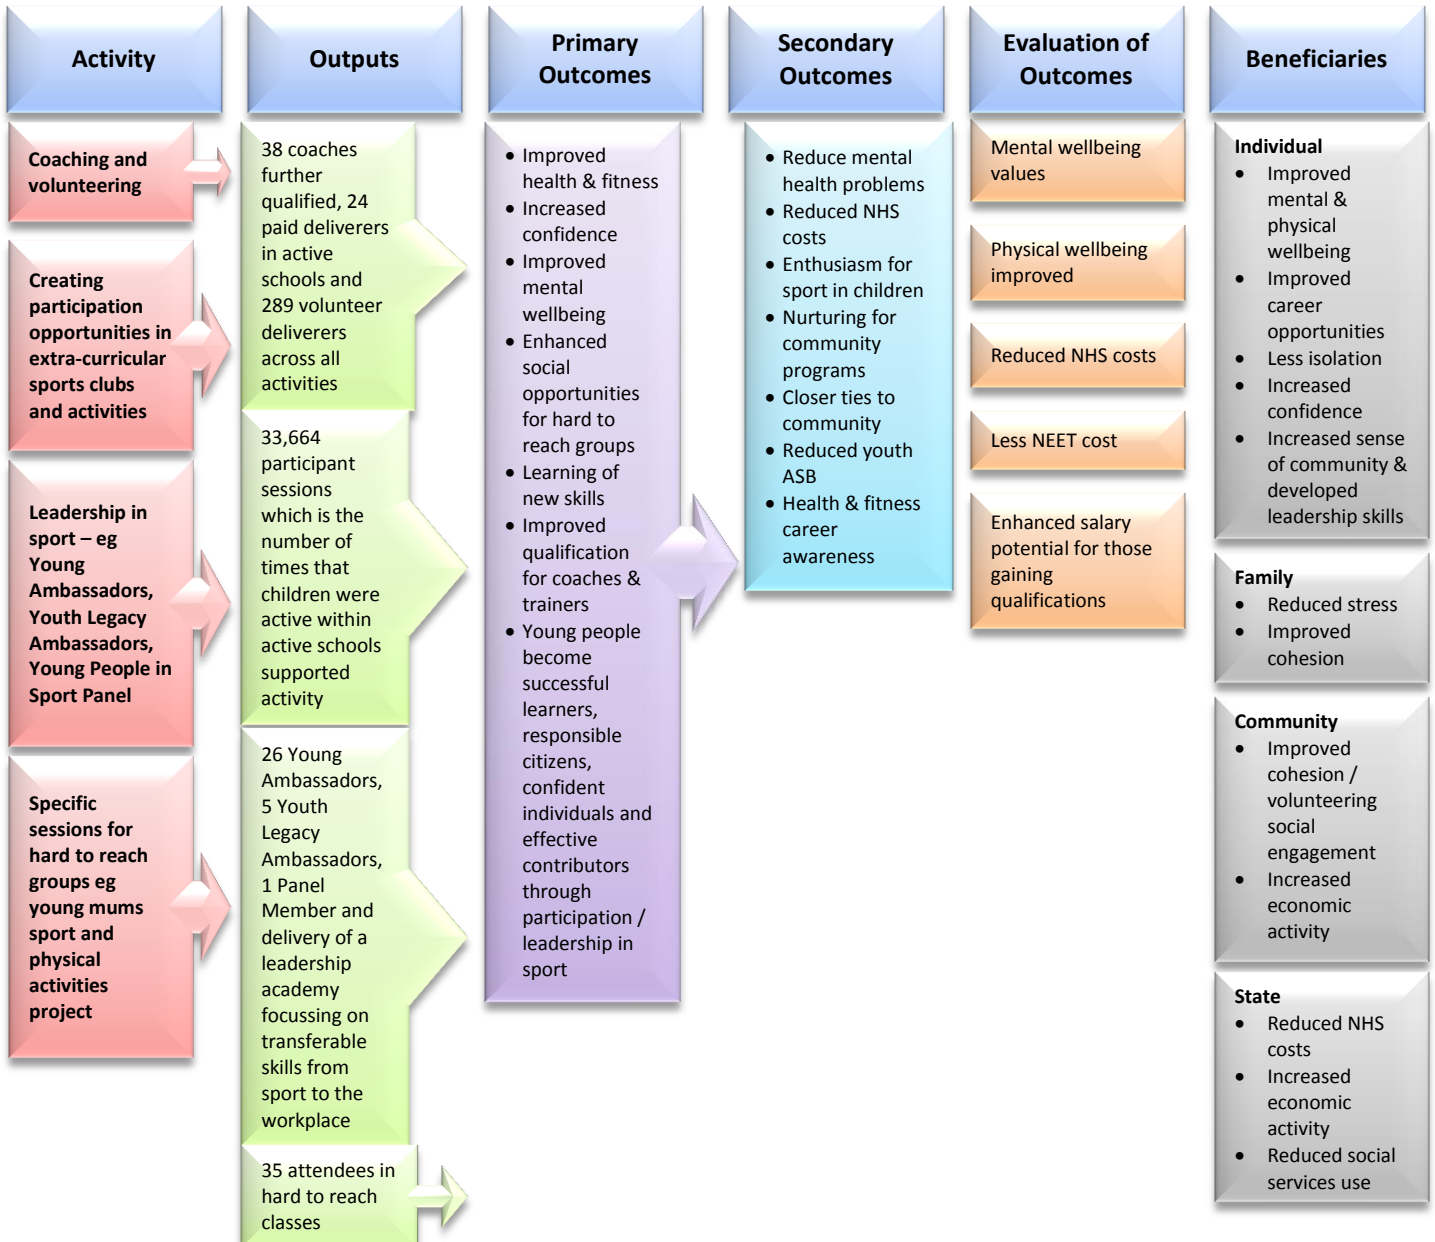 Activity
Outputs
Primary
Outcomes
Secondary
Outcomes
Evaluation of
Outcomes
Beneficiaries
Coaching and
volunteering
Creating
participation
opportunities in
extra-curricular
sports clubs
and activities
Leadership in
sport – eg
Young
Ambassadors,
Youth Legacy
Ambassadors,
Young People in
Sport Panel
Specific
sessions for
hard to reach
groups eg
young mums
sport and
physical
activities
project
38 coaches
further
qualified, 24
paid deliverers
in active
schools and
289 volunteer
deliverers
across all
activities
33,664
participant
sessions
which is the
number of
times that
children were
active within
active schools
supported
activity
26 Young
Ambassadors,
5 Youth
Legacy
Ambassadors,
1 Panel
Member and
delivery of a
leadership
academy
focussing on
transferable
skills from
sport to the
workplace
35 attendees in
hard to reach
classes
• Improved
health & fitness
• Increased
confidence
• Improved
mental
wellbeing
• Enhanced
social
opportunities
for hard to
reach groups
• Learning of
new skills
• Improved
qualification
for coaches &
trainers
• Young people
become
successful
learners,
responsible
citizens,
confident
individuals and
effective
contributors
through
participation /
leadership in
sport
• Reduce mental
health problems
• Reduced NHS
costs
• Enthusiasm for
sport in children
• Nurturing for
community
programs
• Closer ties to
community
• Reduced youth
ASB
• Health & fitness
career
awareness
Mental wellbeing
values
Physical wellbeing
improved
Reduced NHS costs
Less NEET cost
Enhanced salary
potential for those
gaining
qualifications
Individual
• Improved
mental &
physical
wellbeing
• Improved
career
opportunities
• Less isolation
• Increased
confidence
• Increased sense
of community &
developed
leadership skills
Family
• Reduced stress
• Improved
cohesion
Community
• Improved
cohesion /
volunteering
social
engagement
• Increased
economic
activity
State
• Reduced NHS
costs
• Increased
economic
activity
• Reduced social
services use